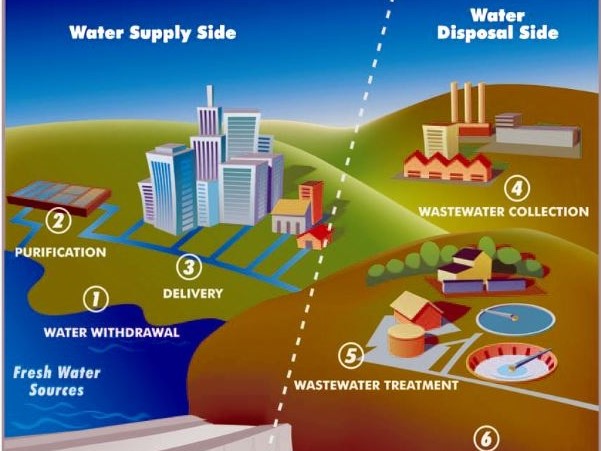 Water Supply Side
Water
Disposal Side
4
WASTEWATER COLLECTION
2
PURIFICATION
3
DELIVERY
1
WATER WITHDRAWAL
5
WASTEWATER TREATMENT
Fresh Water
Sources
6